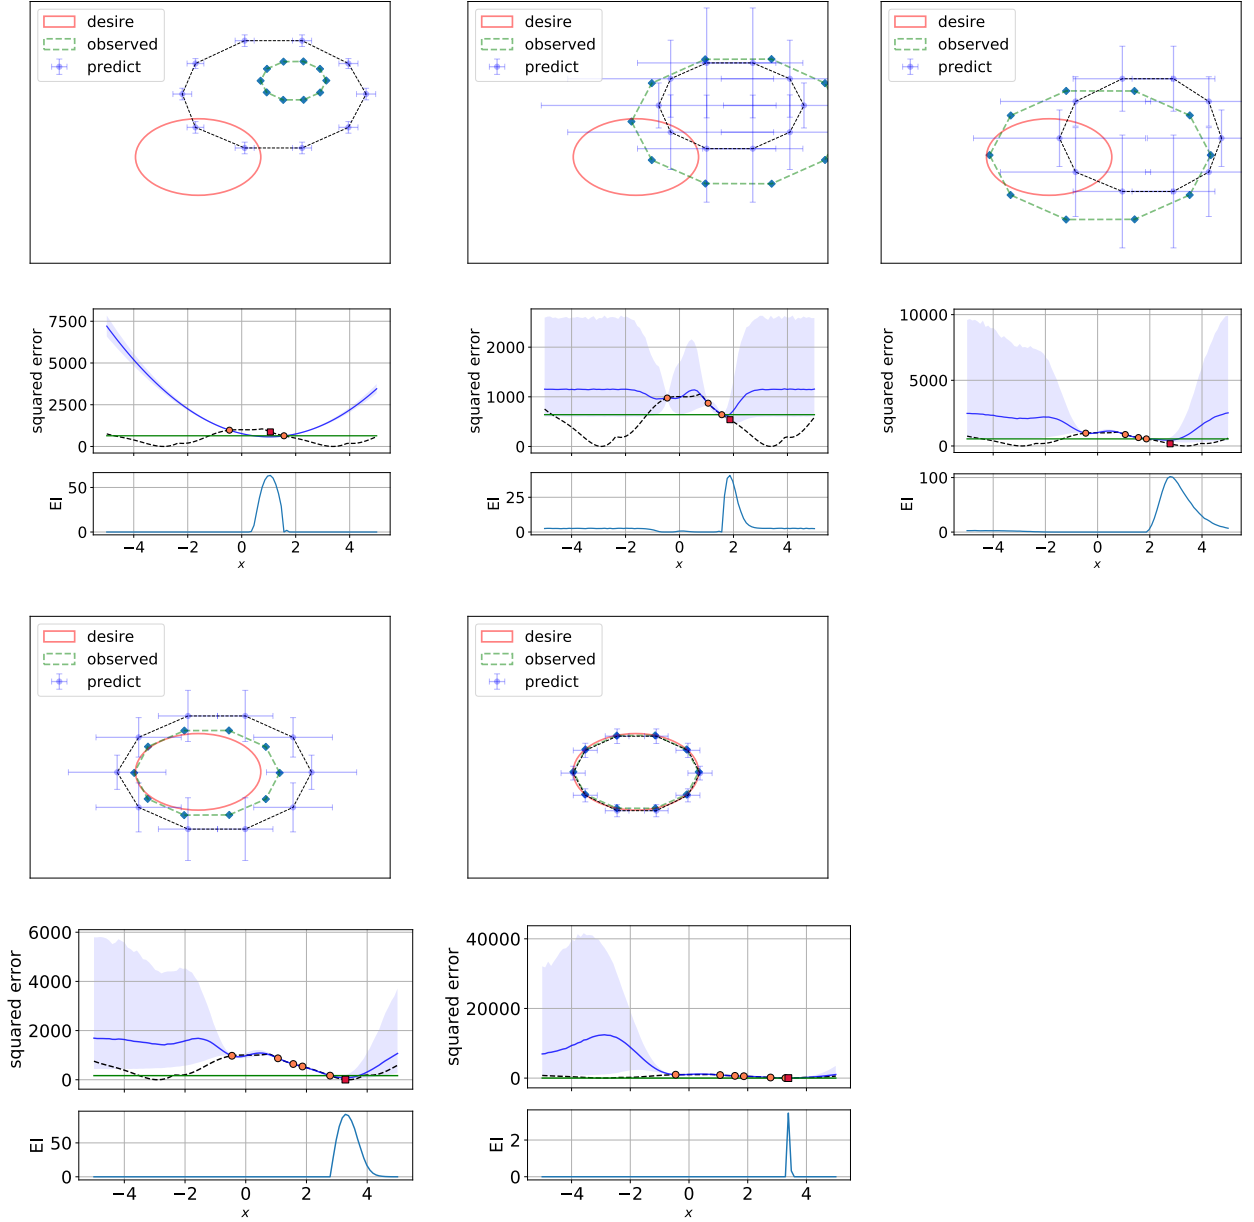 desire
observed
predict
desire
observed
predict
desire
observed
predict
7500
5000
2500
0
squared error
50
0
EI
−4 −2 0 2 4
x
2000
1000
0
squared error
25
0
EI
−4 −2 0 2 4
x
10000
5000
0
squared error
100
0
EI
−4 −2 0 2 4
x
desire
observed
predict
desire
observed
predict
6000
4000
2000
0
squared error
50
0
EI
−4 −2 0 2 4
x
40000
20000
0
squared error
2
0
EI
−4 −2 0 2 4
x